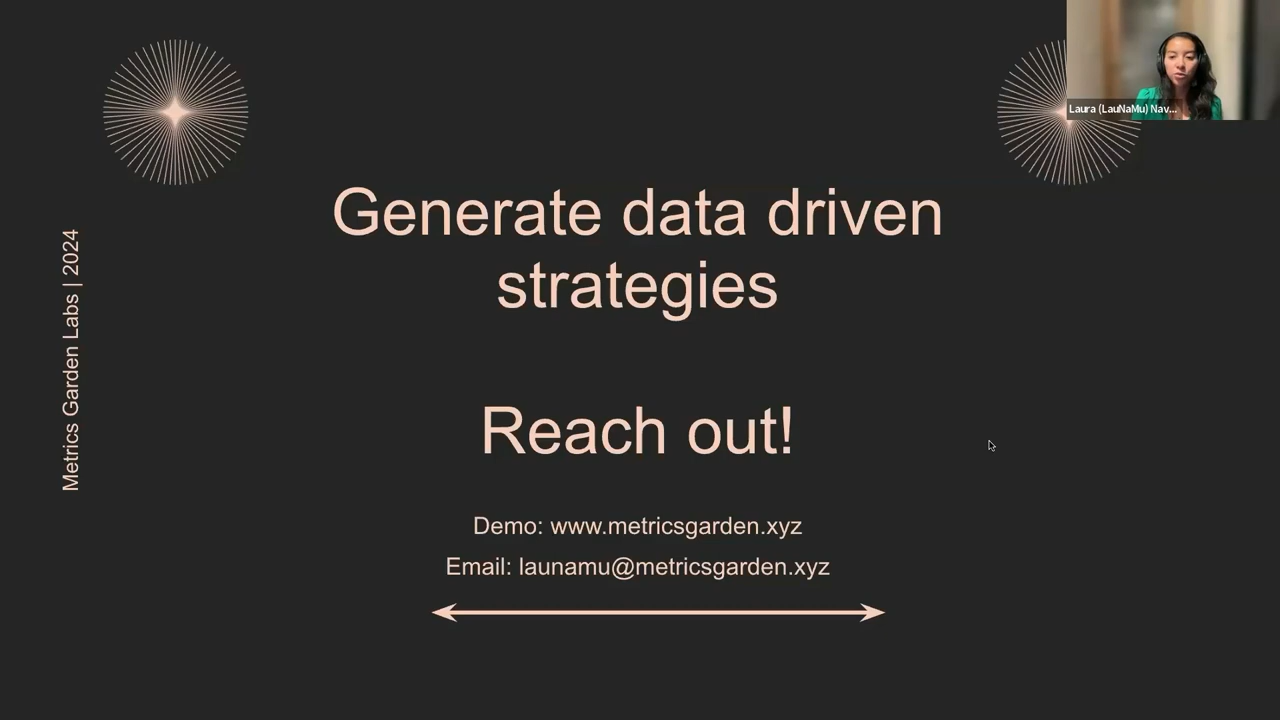 Laura (LauNaMu) Nav...
Generate data driven
strategies
Reach out!
Metrics Garden Labs | 2024
Demo: www.metricsgarden.xyz
Email: launamu@metricsgarden.xyz